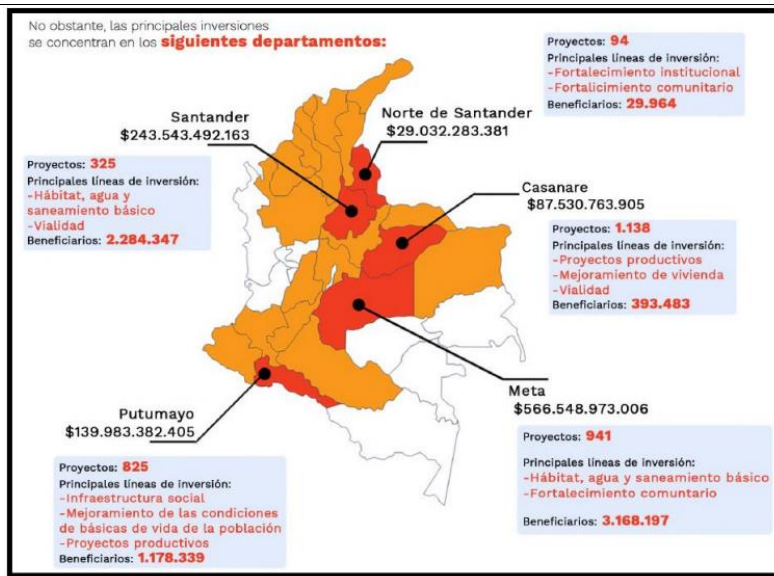 No obstante, las principales inversiones
se concentran en los siguientes departamentos:
Proyectos: 94
Principales líneas de inversión:
-Fortalecimiento institucional
-Fortalicimiento comunitario
Beneficiarios: 29.964
Santander
$243.543.492.163
Norte de Santander
$29.032.283.381
Proyectos: 325
Principales líneas de inversión:
-Hábitat, agua y
saneamiento básico
-Vialidad
Beneficiarios: 2.284.347
Casanare
$87.530.763.905
Proyectos: 1.138
Principales líneas de inversión:
-Proyectos productivos
-Mejoramiento de vivienda
-Vialidad
Beneficiarios: 393.483
Meta
$566.548.973.006
Proyectos: 941
Principales líneas de inversión:
-Hábitat, agua y saneamiento básico
-Fortalecimiento comuntario
Beneficiarios: 3.168.197
Putumayo
$139.983.382.405
Proyectos: 825
Principales líneas de inversión:
-Infraestructura social
-Mejoramiento de las condiciones
de básicas de vida de la población
-Proyectos productivos
Beneficiarios: 1.178.339